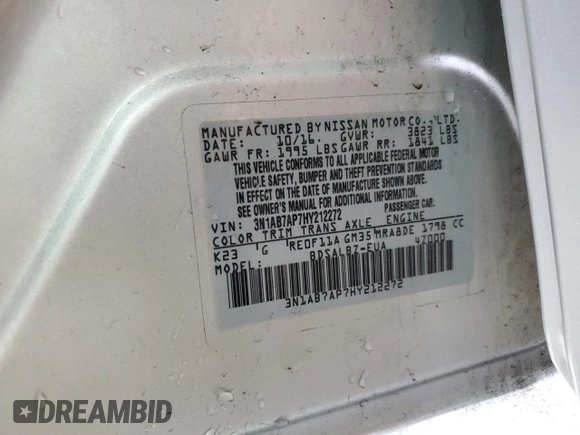 MANUFACTURED BY NISSAN MOTOR CO., LTD.
DATE: 10/16 GVWR: 3823 LBS
GAWR FR: 1995 LBS GAWR RR: 1841 LBS
THIS VEHICLE CONFORMS TO ALL APPLICABLE FEDERAL MOTOR
VEHICLE SAFETY, BUMPER AND THEFT PREVENTION STANDARDS
IN EFFECT ON THE DATE OF MANUFACTURE SHOWN ABOVE.
SEE OWNER'S MANUAL FOR ADDITIONAL INFORMATION
VIN: 3N1AB7AP7HY212272 PASSENGER CAR
COLOR TRIM TRANS AXLE ENGINE
K23 'G RE0F11A GM35 MRA8DE 1798 CC
MODEL: BDSALBZ-EUA 4Z000
3N1AB7AP7HY212272
DREAMBID